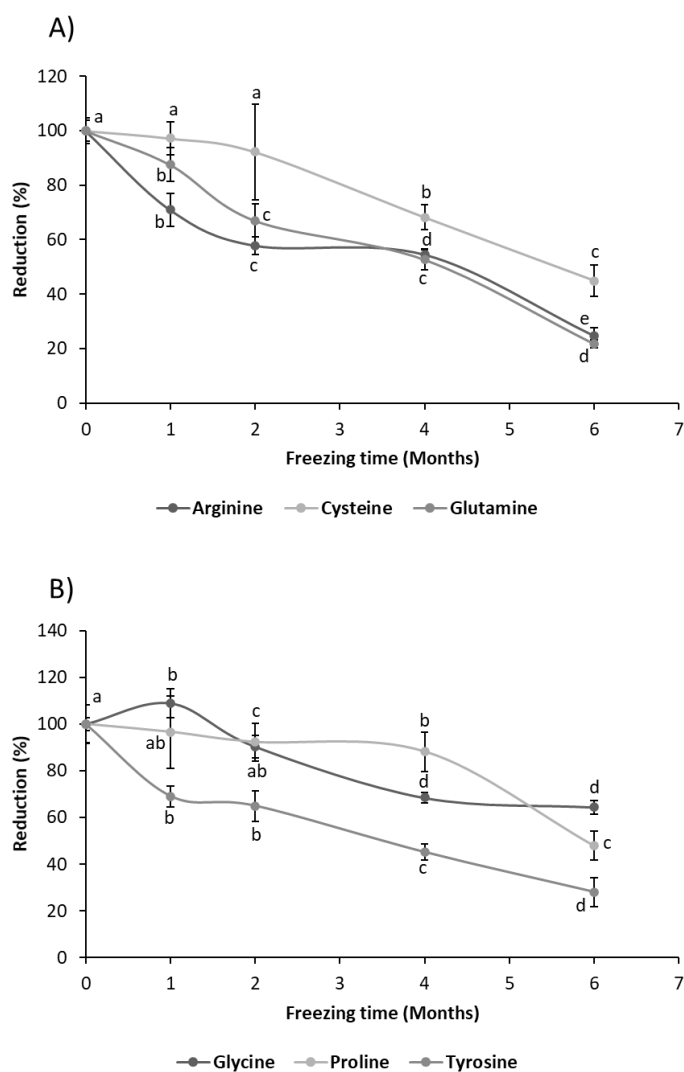 A)
120
100
80
60
40
20
0
Reduction (%)
a
a
a
b
b
c
c
b
d
c
c
e
d
0 1 2 3 4 5 6 7
Freezing time (Months)
Arginine Cysteine Glutamine
B)
140
120
100
80
60
40
20
0
Reduction (%)
a
b
ab
b
c
ab
b
b
d
c
d
c
d
0 1 2 3 4 5 6 7
Freezing time (Months)
Glycine Proline Tyrosine